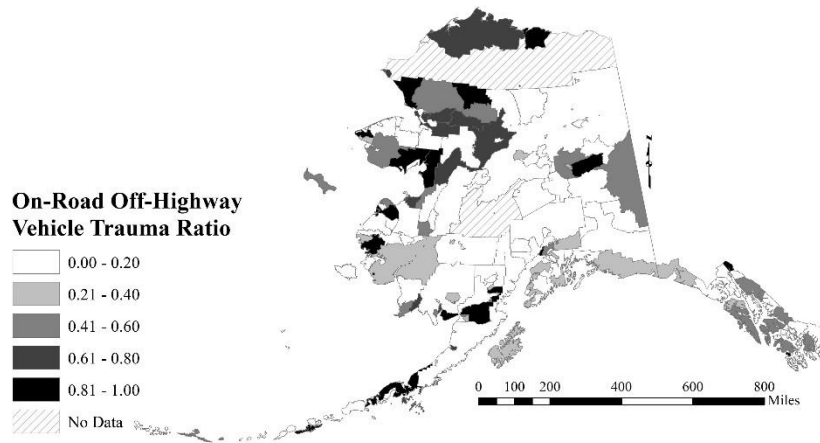 On-Road Off-Highway
Vehicle Trauma Ratio
0.00 - 0.20
0.21 - 0.40
0.41 - 0.60
0.61 - 0.80
0.81 - 1.00
No Data
0 100 200 400 600 800
Miles